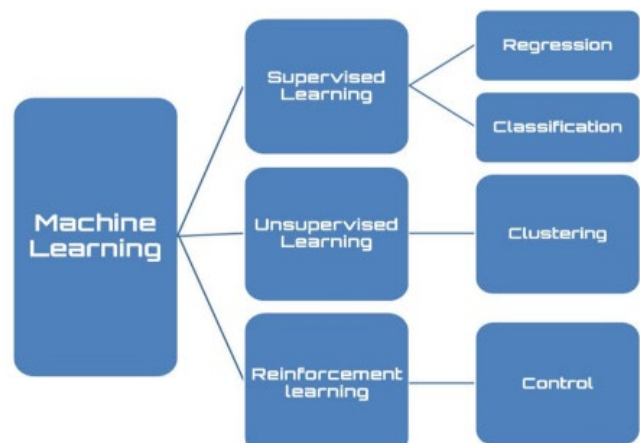 Machine
Learning
Supervised
Learning
Regression
Classification
Unsupervised
Learning
Clustering
Reinforcement
learning
Control